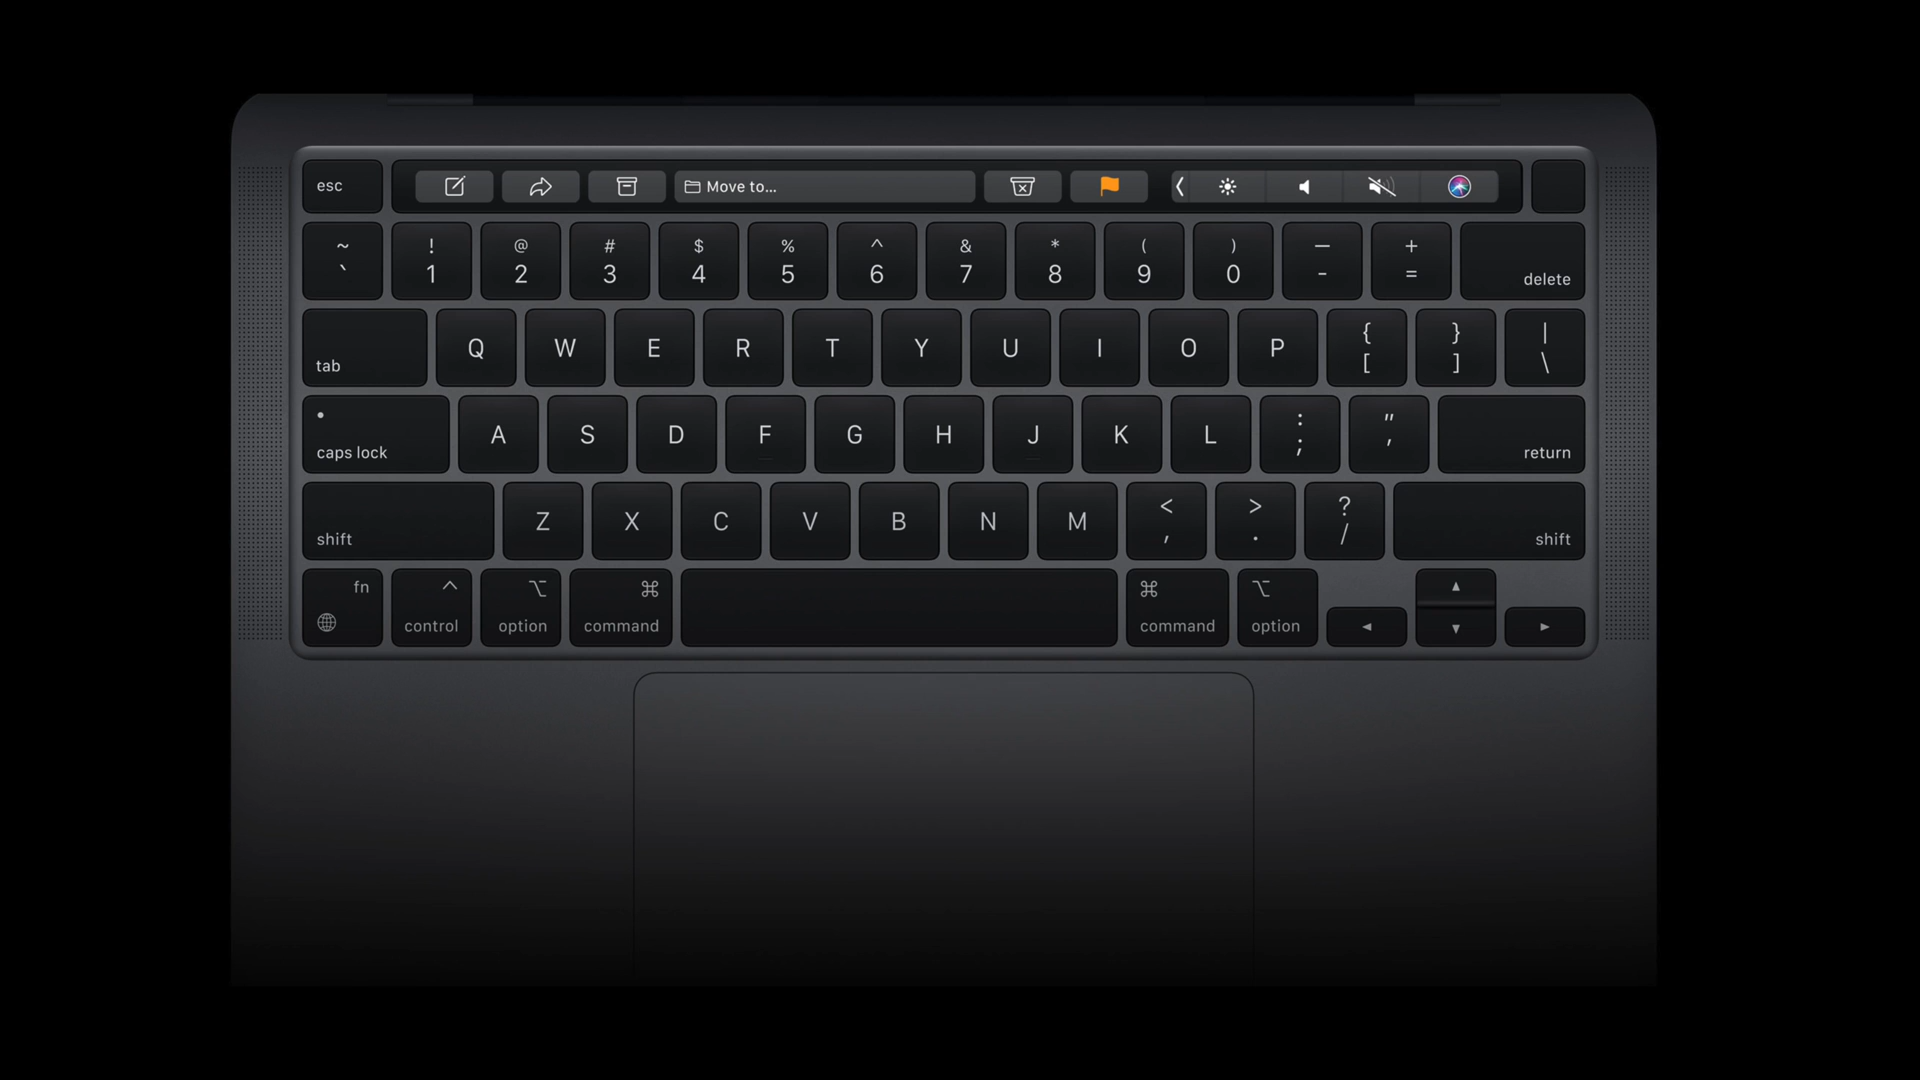 esc Move to...
~ ! @ # $ % ^ & * ( ) — +
` 1 2 3 4 5 6 7 8 9 0 - = delete
tab Q W E R T Y U I O P { [ } ] | \
caps lock A S D F G H J K L : ; " ' return
shift Z X C V B N M < , > . ? / shift
fn ^ ⌥ ⌘ ⌘ ⌥ ▲
control option command command option ◀ ▼ ▶